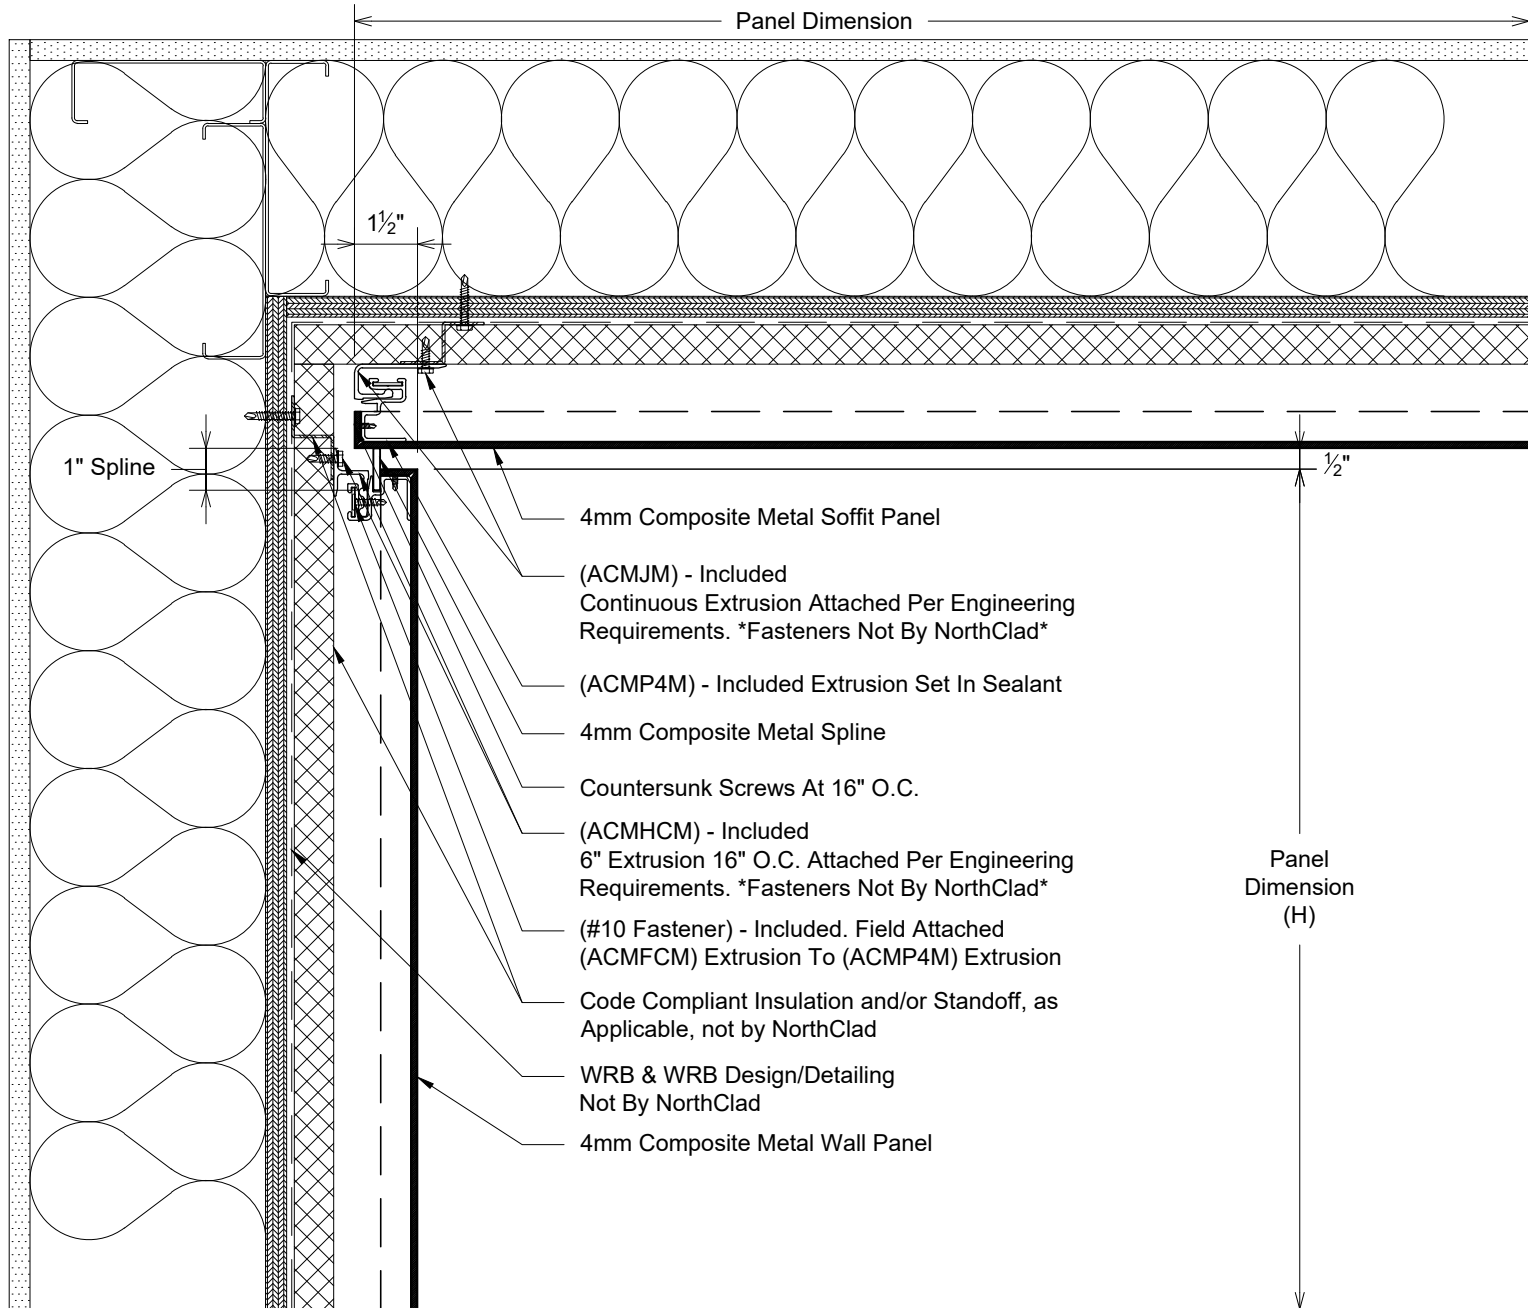 Panel Dimension
1½"
1" Spline
½"
4mm Composite Metal Soffit Panel
(ACMJM) - Included
Continuous Extrusion Attached Per Engineering
Requirements. *Fasteners Not By NorthClad*
(ACMP4M) - Included Extrusion Set In Sealant
4mm Composite Metal Spline
Countersunk Screws At 16" O.C.
(ACMHCM) - Included
6" Extrusion 16" O.C. Attached Per Engineering
Requirements. *Fasteners Not By NorthClad*
(#10 Fastener) - Included. Field Attached
(ACMFCM) Extrusion To (ACMP4M) Extrusion
Code Compliant Insulation and/or Standoff, as
Applicable, not by NorthClad
WRB & WRB Design/Detailing
Not By NorthClad
4mm Composite Metal Wall Panel
Panel
Dimension
(H)